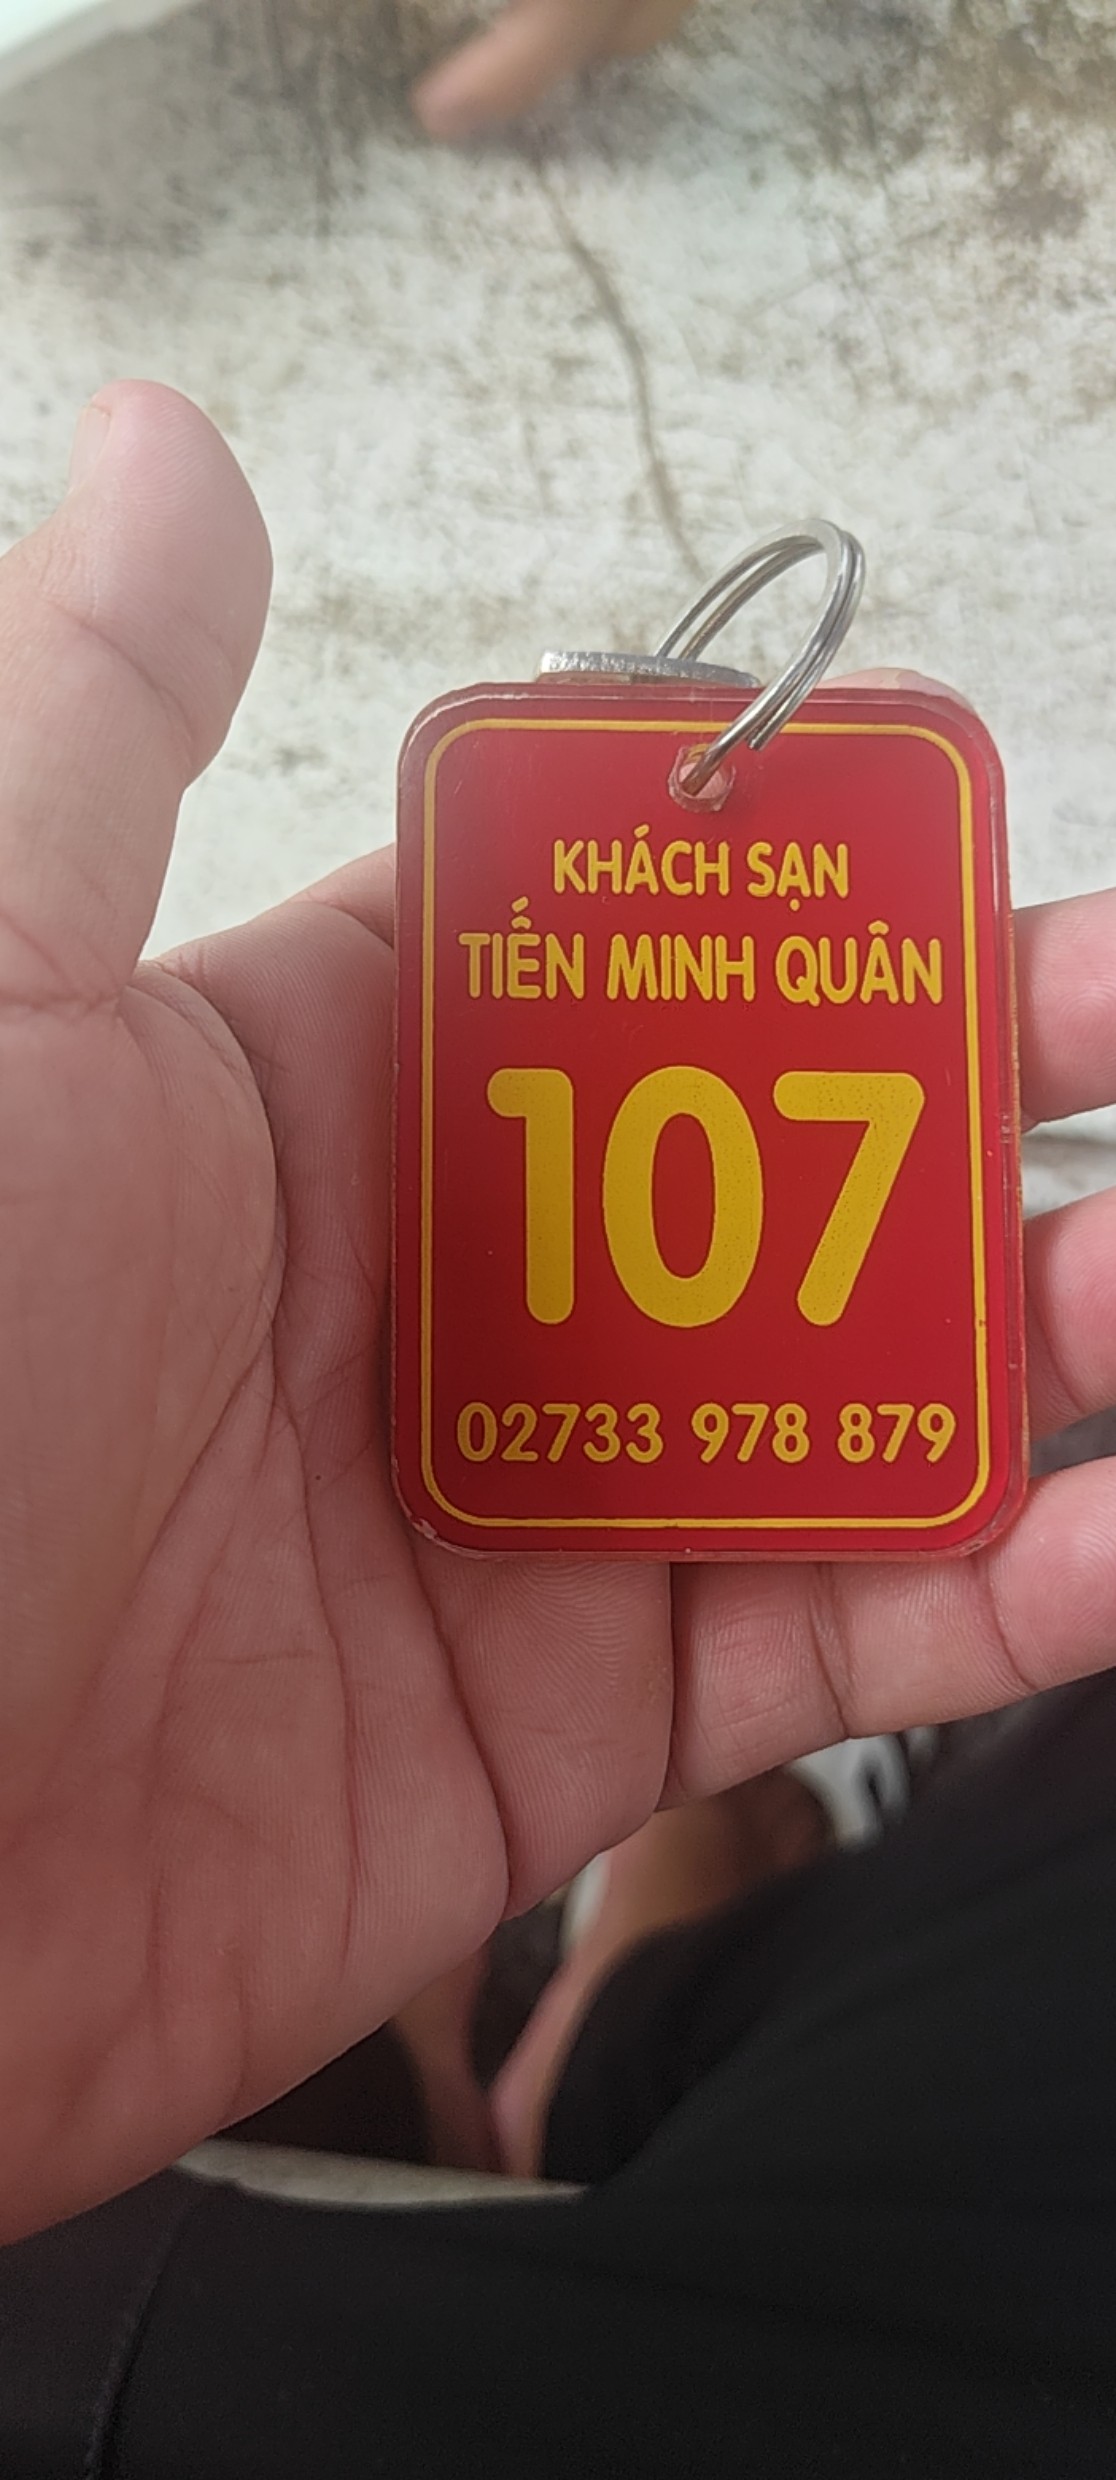 KHÁCH SẠN
TIẾN MINH QUÂN
107
02733 978 879